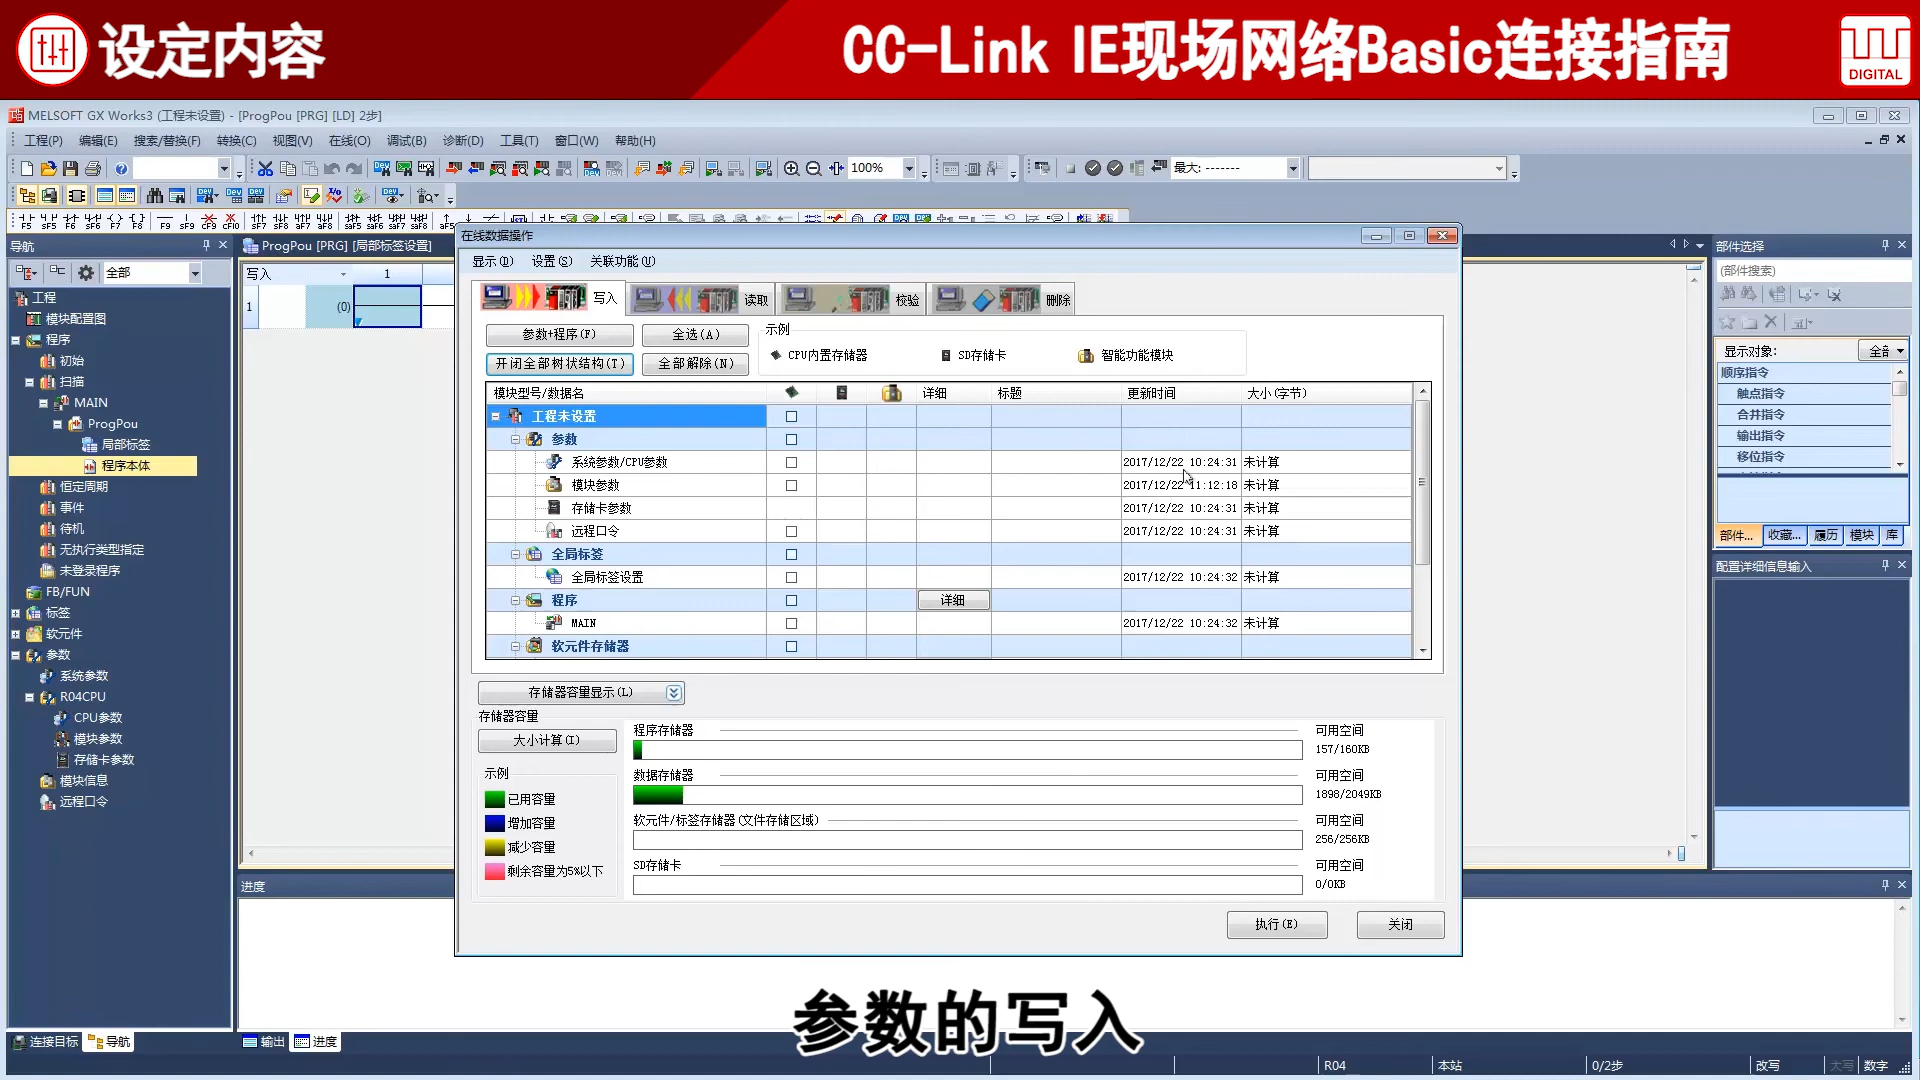 设定内容
CC-Link IE现场网络Basic连接指南
DIGITAL
MELSOFT GX Works3 (工程未设置) - [ProgPou [PRG] [LD] 2步]
工程(P) 编辑(E) 搜索/替换(F) 转换(C) 视图(V) 在线(O) 调试(B) 诊断(D) 工具(T) 窗口(W) 帮助(H)
100%
最大: -------
F5 sF5 F6 sF6 F7 F8 F9 sF9 cF9 cF10 sF7 sF8 aF7 aF8 saF5 saF6 saF7 saF8
导航
全部
工程
模块配置图
程序
初始
扫描
MAIN
ProgPou
局部标签
程序本体
恒定周期
事件
待机
无执行类型指定
未登录程序
FB/FUN
标签
软元件
参数
系统参数
R04CPU
CPU参数
模块参数
存储卡参数
模块信息
远程口令
连接目标 导航
ProgPou [PRG] [局部标签设置]
写入 1
1 (0)
在线数据操作
显示(D) 设置(S) 关联功能(U)
写入 读取 校验 删除
参数+程序(F) 全选(A)
开闭全部树状结构(T) 全部解除(N)
示例
CPU内置存储器 SD存储卡 智能功能模块
模块型号/数据名 详细 标题 更新时间 大小(字节)
工程未设置
参数
系统参数/CPU参数 2017/12/22 10:24:31 未计算
模块参数 2017/12/22 11:12:18 未计算
存储卡参数 2017/12/22 10:24:31 未计算
远程口令 2017/12/22 10:24:31 未计算
全局标签
全局标签设置 2017/12/22 10:24:32 未计算
程序 详细
MAIN 2017/12/22 10:24:32 未计算
软元件存储器
存储器容量显示(L)
存储器容量
大小计算(I)
示例
已用容量
增加容量
减少容量
剩余容量为5%以下
程序存储器 可用空间
157/160KB
数据存储器 可用空间
1898/2049KB
软元件/标签存储器(文件存储区域) 可用空间
256/256KB
SD存储卡 可用空间
0/0KB
执行(E) 关闭
部件选择
(部件搜索)
显示对象: 全部
顺序指令
触点指令
合并指令
输出指令
移位指令
部件... 收藏... 履历 模块 库
配置详细信息输入
进度
输出 进度
参数的写入
R04 本站 0/2步 改写 大写 数字